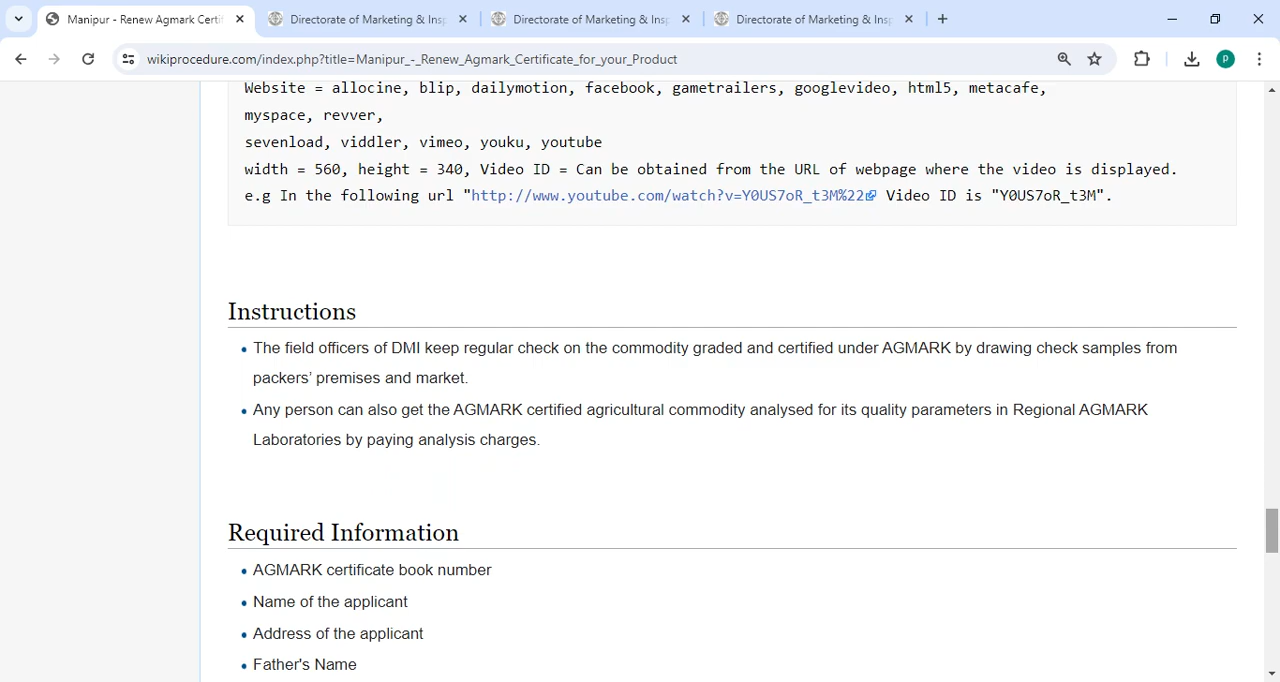 Manipur - Renew Agmark Certi
Directorate of Marketing & Insp
Directorate of Marketing & Insp
Directorate of Marketing & Insp
wikiprocedure.com/index.php?title=Manipur_-_Renew_Agmark_Certificate_for_your_Product
P
Website = allocine, blip, dailymotion, facebook, gametrailers, googlevideo, html5, metacafe,
myspace, revver,
sevenload, viddler, vimeo, youku, youtube
width = 560, height = 340, Video ID = Can be obtained from the URL of webpage where the video is displayed.
e.g In the following url "http://www.youtube.com/watch?v=Y0US7oR_t3M%22 Video ID is "Y0US7oR_t3M".
Instructions
The field officers of DMI keep regular check on the commodity graded and certified under AGMARK by drawing check samples from
packers’ premises and market.
Any person can also get the AGMARK certified agricultural commodity analysed for its quality parameters in Regional AGMARK
Laboratories by paying analysis charges.
Required Information
AGMARK certificate book number
Name of the applicant
Address of the applicant
Father's Name